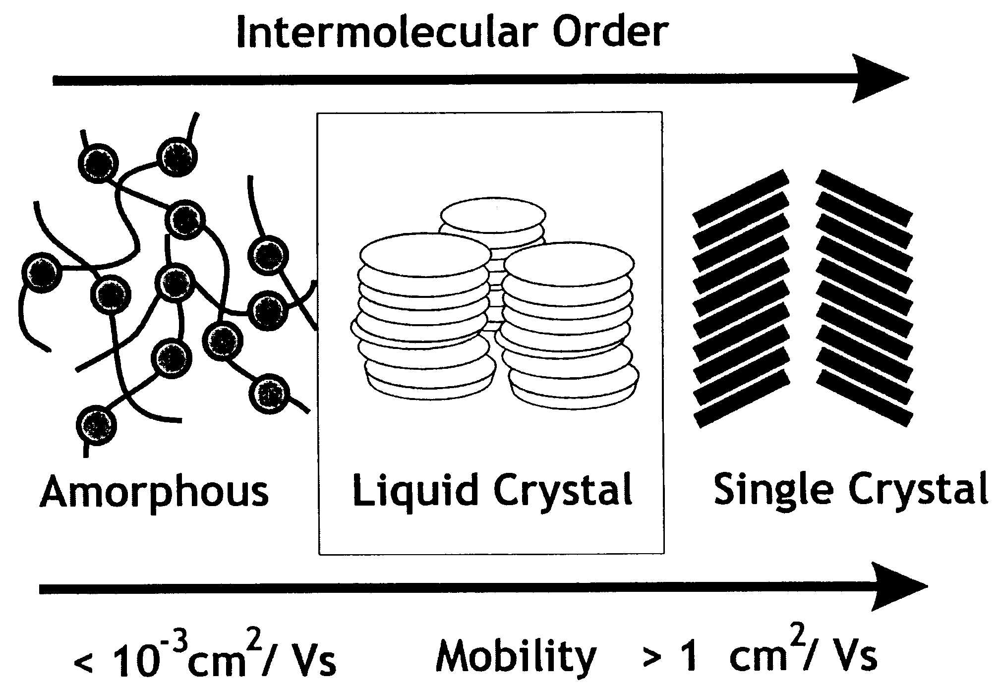 Intermolecular Order
Amorphous Liquid Crystal Single Crystal
< 10⁻³cm²/ Vs Mobility > 1 cm²/ Vs